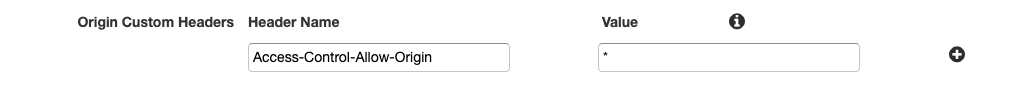 Origin Custom Headers Header Name Value
Access-Control-Allow-Origin *